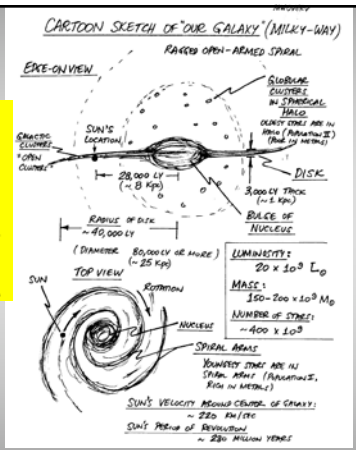 CARTOON SKETCH OF "OUR GALAXY" (MILKY-WAY)
RAGGED OPEN-ARMED SPIRAL
EDGE-ON VIEW
GLOBULAR
CLUSTERS
IN SPHERICAL
HALO
OLDEST STARS ARE IN
HALO (POPULATION II)
(POOR IN METALS)
GALACTIC
CLUSTERS
"OPEN
CLUSTERS"
SUN'S
LOCATION
DISK
28,000 LY
(~ 8 Kpc)
3,000 LY THICK
(~ 1 Kpc)
RADIUS OF DISK
~ 40,000 LY
BULGE OF
NUCLEUS
(DIAMETER 80,000 LY OR MORE)
(~ 25 Kpc)
TOP VIEW
SUN
ROTATION
NUCLEUS
SPIRAL ARMS
YOUNGEST STARS ARE IN
SPIRAL ARMS (POPULATION I,
RICH IN METALS)
LUMINOSITY:
20 x 10⁹ L⊙
MASS:
150-200 x 10⁹ M⊙
NUMBER OF STARS:
~ 400 x 10⁹
SUN'S VELOCITY AROUND CENTER OF GALAXY:
~ 220 KM/SEC
SUN'S PERIOD OF REVOLUTION
~ 230 MILLION YEARS